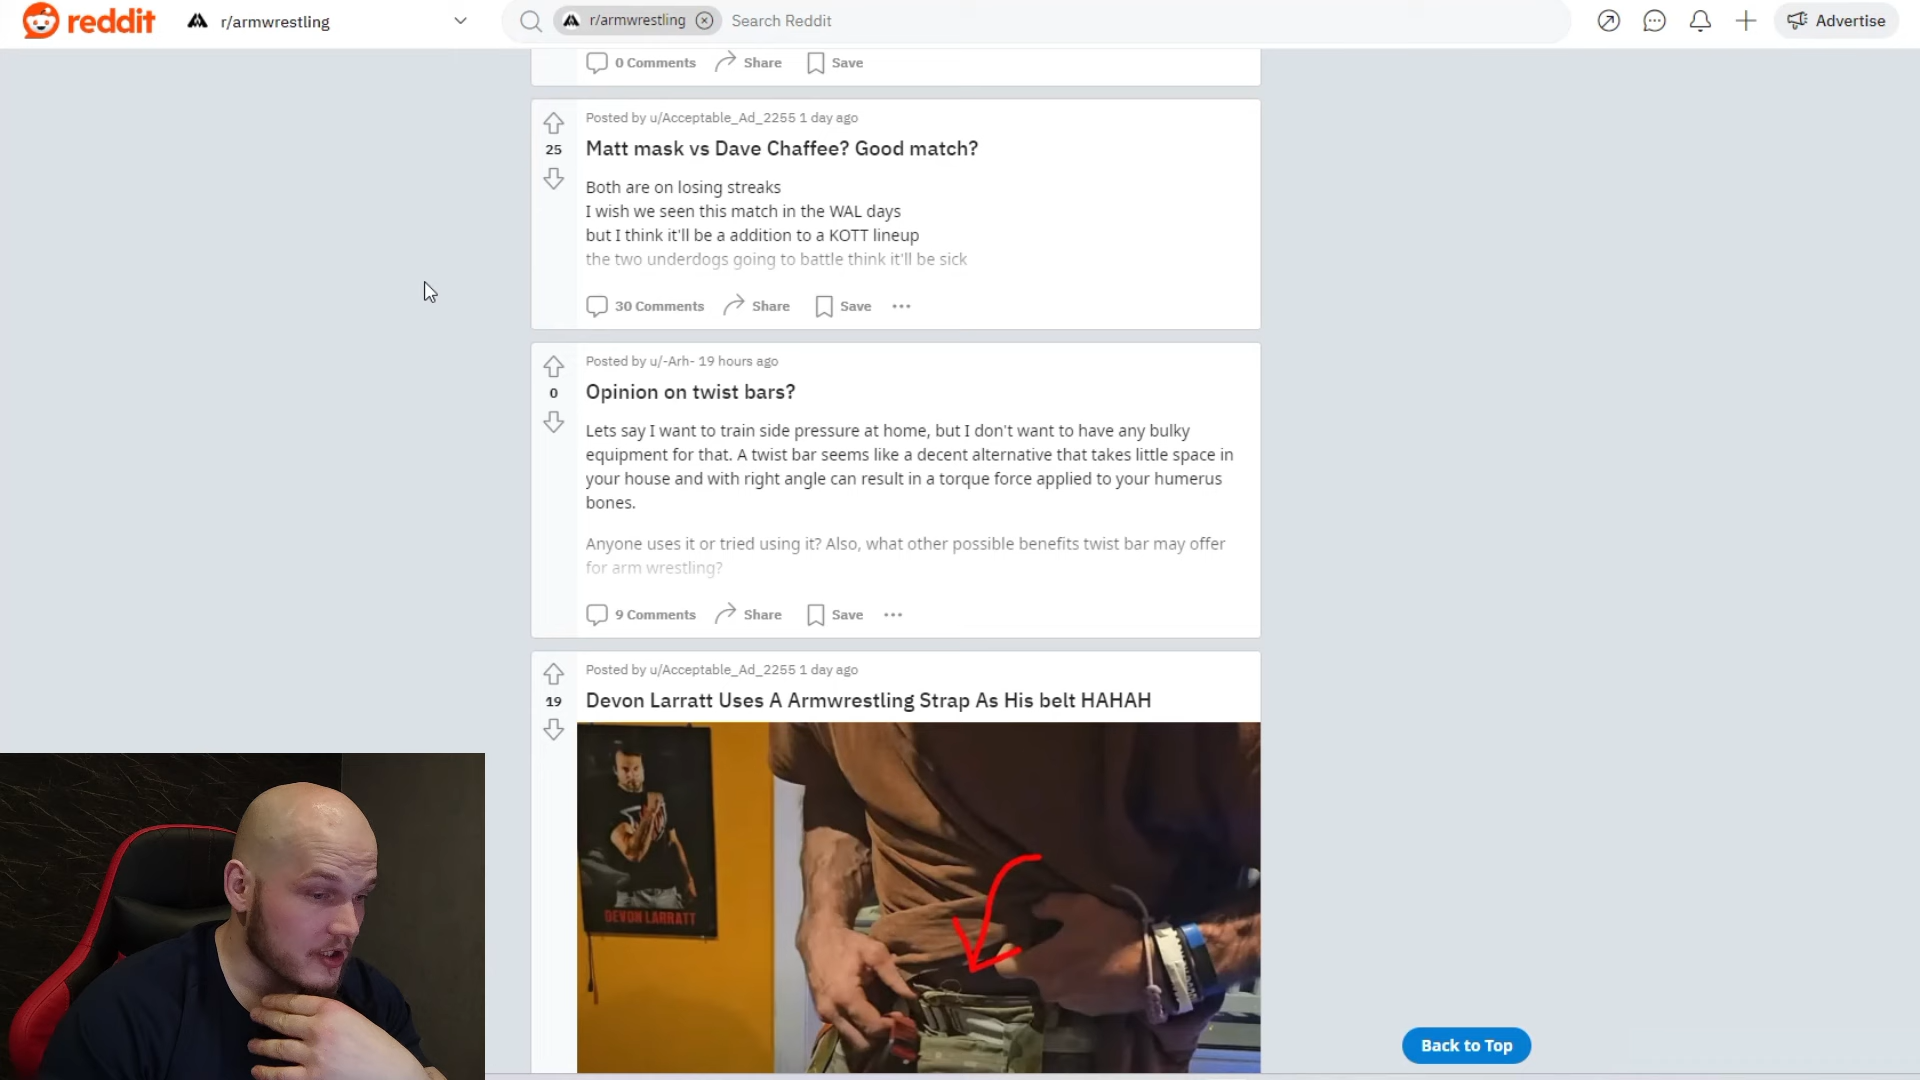 reddit
r/armwrestling
r/armwrestling
Search Reddit
Advertise
0 Comments
Share
Save
Posted by u/Acceptable_Ad_2255 1 day ago
25
Matt mask vs Dave Chaffee? Good match?
Both are on losing streaks
I wish we seen this match in the WAL days
but I think it'll be a addition to a KOTT lineup
the two underdogs going to battle think it'll be sick
30 Comments
Share
Save
Posted by u/-Arh- 19 hours ago
0
Opinion on twist bars?
Lets say I want to train side pressure at home, but I don't want to have any bulky
equipment for that. A twist bar seems like a decent alternative that takes little space in
your house and with right angle can result in a torque force applied to your humerus
bones.
Anyone uses it or tried using it? Also, what other possible benefits twist bar may offer
for arm wrestling?
9 Comments
Share
Save
Posted by u/Acceptable_Ad_2255 1 day ago
19
Devon Larratt Uses A Armwrestling Strap As His belt HAHAH
DEVON LARRATT
Back to Top